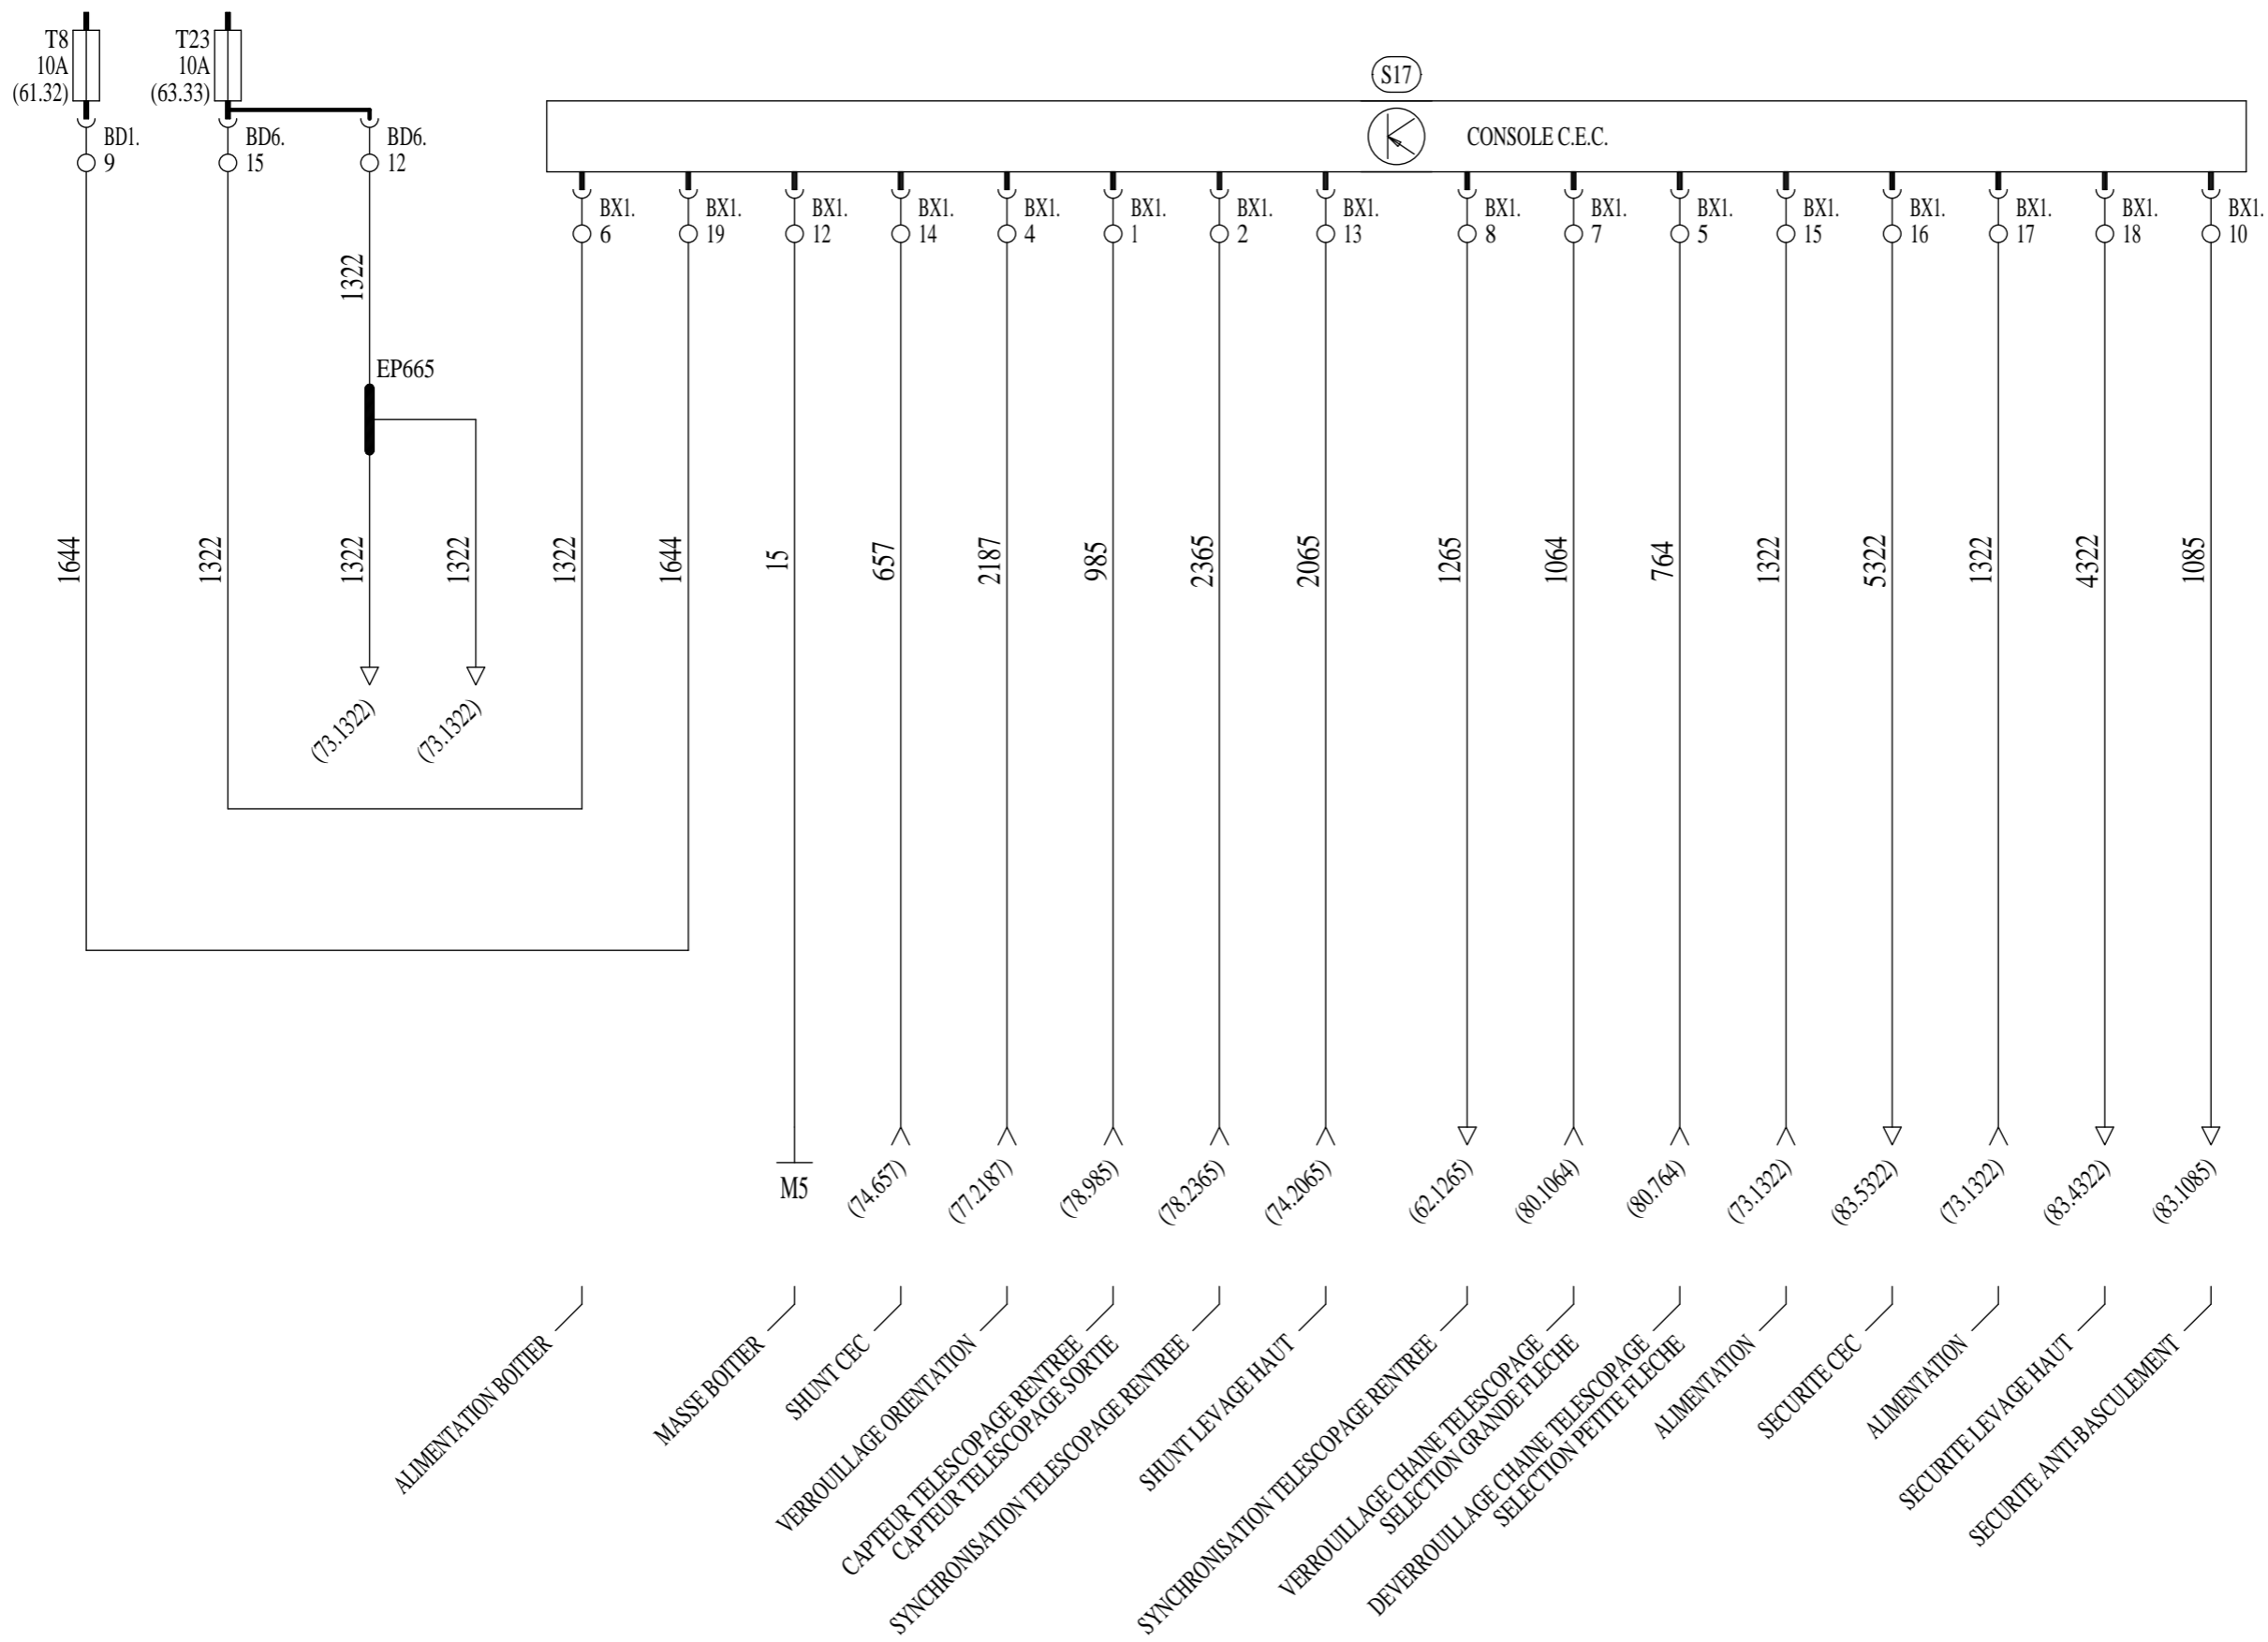 T8
10A
(61.32)
T23
10A
(63.33)
BD1.
9
BD6.
15
BD6.
12
S17
CONSOLE C.E.C.
BX1.
6
BX1.
19
BX1.
12
BX1.
14
BX1.
4
BX1.
1
BX1.
2
BX1.
13
BX1.
8
BX1.
7
BX1.
5
BX1.
15
BX1.
16
BX1.
17
BX1.
18
BX1.
10
1322
EP665
1644
1322
1322
1322
1322
1644
15
657
2187
985
2365
2065
1265
1064
764
1322
5322
1322
4322
1085
(73.1322)
(73.1322)
M5
(74.657)
(77.2187)
(78.985)
(78.2365)
(74.2065)
(62.1265)
(80.1064)
(80.764)
(73.1322)
(83.5322)
(73.1322)
(83.4322)
(83.1085)
ALIMENTATION BOITIER
MASSE BOITIER
SHUNT CEC
VERROUILLAGE ORIENTATION
CAPTEUR TELESCOPAGE RENTREE
CAPTEUR TELESCOPAGE SORTIE
SYNCHRONISATION TELESCOPAGE RENTREE
SHUNT LEVAGE HAUT
SYNCHRONISATION TELESCOPAGE RENTREE
VERROUILLAGE CHAINE TELESCOPAGE
SELECTION GRANDE FLECHE
DEVERROUILLAGE CHAINE TELESCOPAGE
SELECTION PETITE FLECHE
ALIMENTATION
SECURITE CEC
ALIMENTATION
SECURITE LEVAGE HAUT
SECURITE ANTI-BASCULEMENT